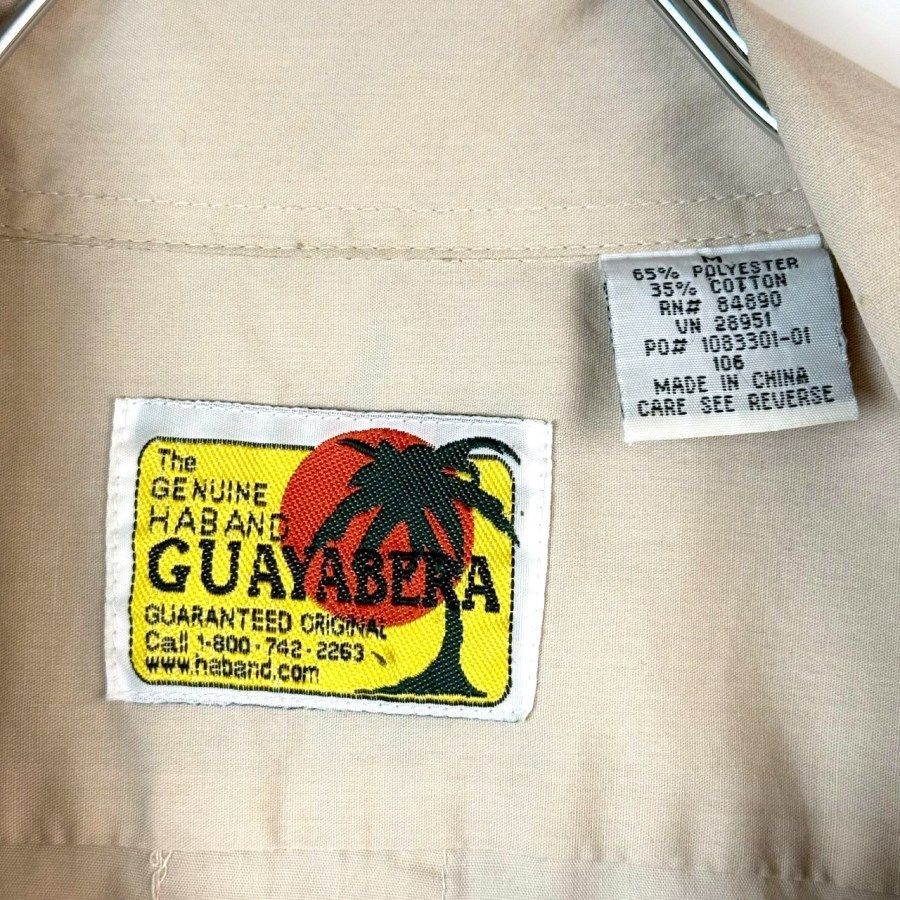 M
65% POLYESTER
35% COTTON
RN# 84890
VN 28951
PO# 1083301-01
106
MADE IN CHINA
CARE SEE REVERSE
The
GENUINE
HABAND
GUAYABERA
GUARANTEED ORIGINAL
Call 1-800-742-2263
www.haband.com